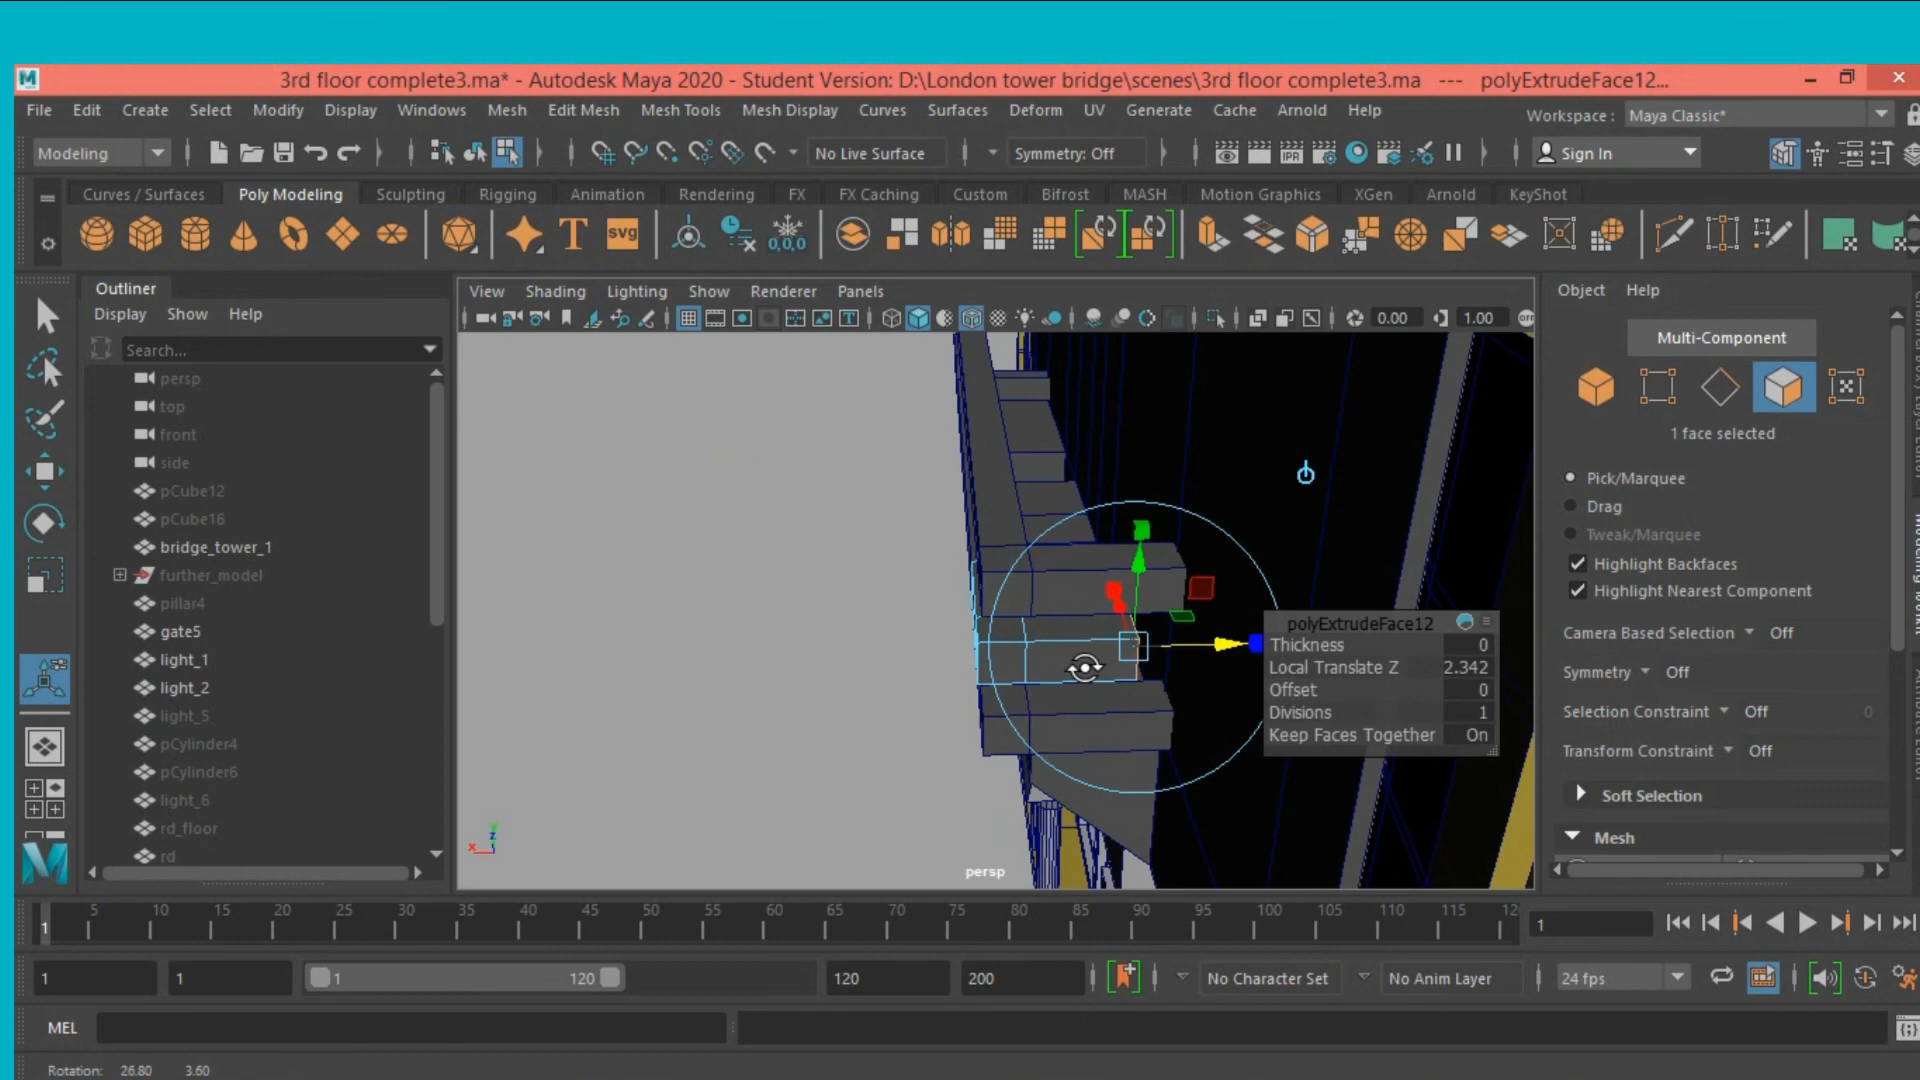 3rd floor complete3.ma* - Autodesk Maya 2020 - Student Version: D:\London tower bridge\scenes\3rd floor complete3.ma --- polyExtrudeFace12...
File Edit Create Select Modify Display Windows Mesh Edit Mesh Mesh Tools Mesh Display Curves Surfaces Deform UV Generate Cache Arnold Help
Workspace : Maya Classic*
Modeling No Live Surface Symmetry: Off IPR Sign In
Curves / Surfaces Poly Modeling Sculpting Rigging Animation Rendering FX FX Caching Custom Bifrost MASH Motion Graphics XGen Arnold KeyShot
T SVG 0,0,0
Outliner
Display Show Help
Search...
persp
top
front
side
pCube12
pCube16
bridge_tower_1
further_model
pillar4
gate5
light_1
light_2
light_5
pCylinder4
pCylinder6
light_6
rd_floor
rd
View Shading Lighting Show Renderer Panels
0.00 1.00
polyExtrudeFace12
Thickness 0
Local Translate Z 2.342
Offset 0
Divisions 1
Keep Faces Together On
persp
Object Help
Multi-Component
1 face selected
Pick/Marquee
Drag
Tweak/Marquee
Highlight Backfaces
Highlight Nearest Component
Camera Based Selection Off
Symmetry Off
Selection Constraint Off 0
Transform Constraint Off
Soft Selection
Mesh
1 5 10 15 20 25 30 35 40 45 50 55 60 65 70 75 80 85 90 95 100 105 110 115 12
1
1 1 1 120 120 200 No Character Set No Anim Layer 24 fps
MEL
Rotation: 26.80 3.60